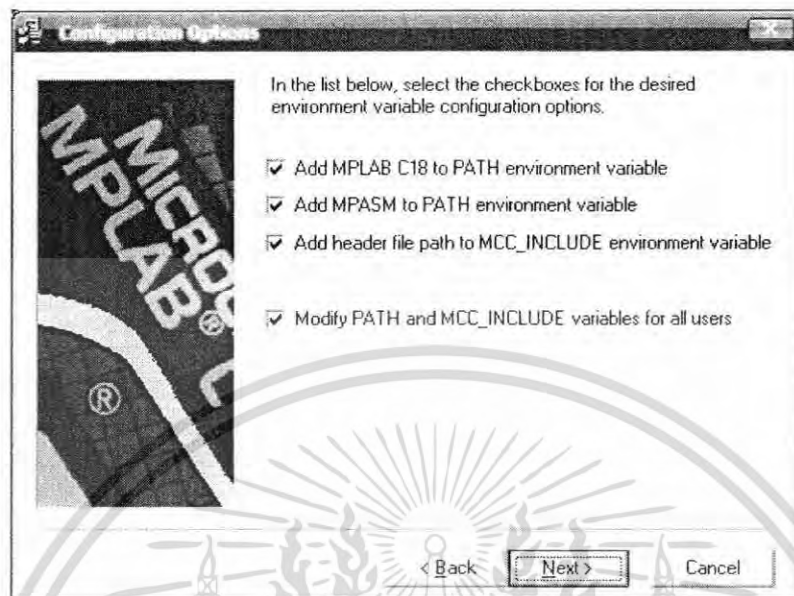 Configuration Options
In the list below, select the checkboxes for the desired
environment variable configuration options.
Add MPLAB C18 to PATH environment variable
Add MPASM to PATH environment variable
Add header file path to MCC_INCLUDE environment variable
Modify PATH and MCC_INCLUDE variables for all users
MPLAB®
®
< Back
Next >
Cancel